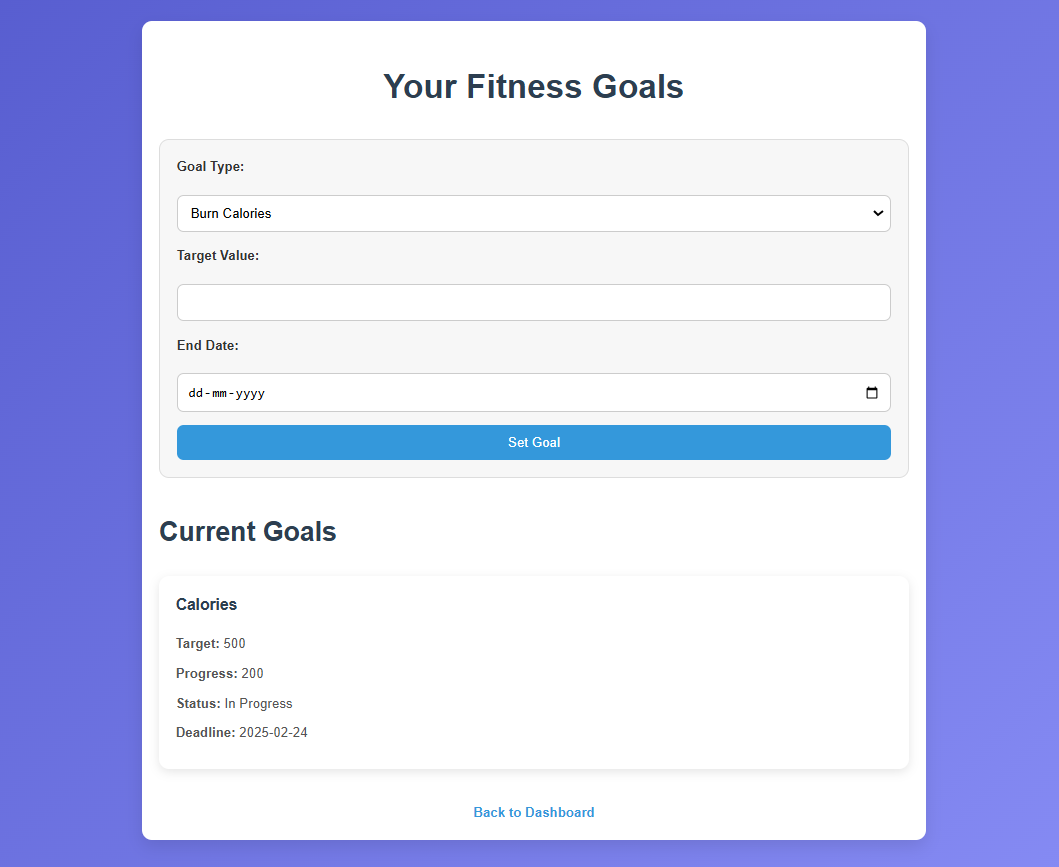 Your Fitness Goals
Goal Type:
Burn Calories
Target Value:
End Date:
dd-mm-yyyy
Set Goal
Current Goals
Calories
Target: 500
Progress: 200
Status: In Progress
Deadline: 2025-02-24
Back to Dashboard